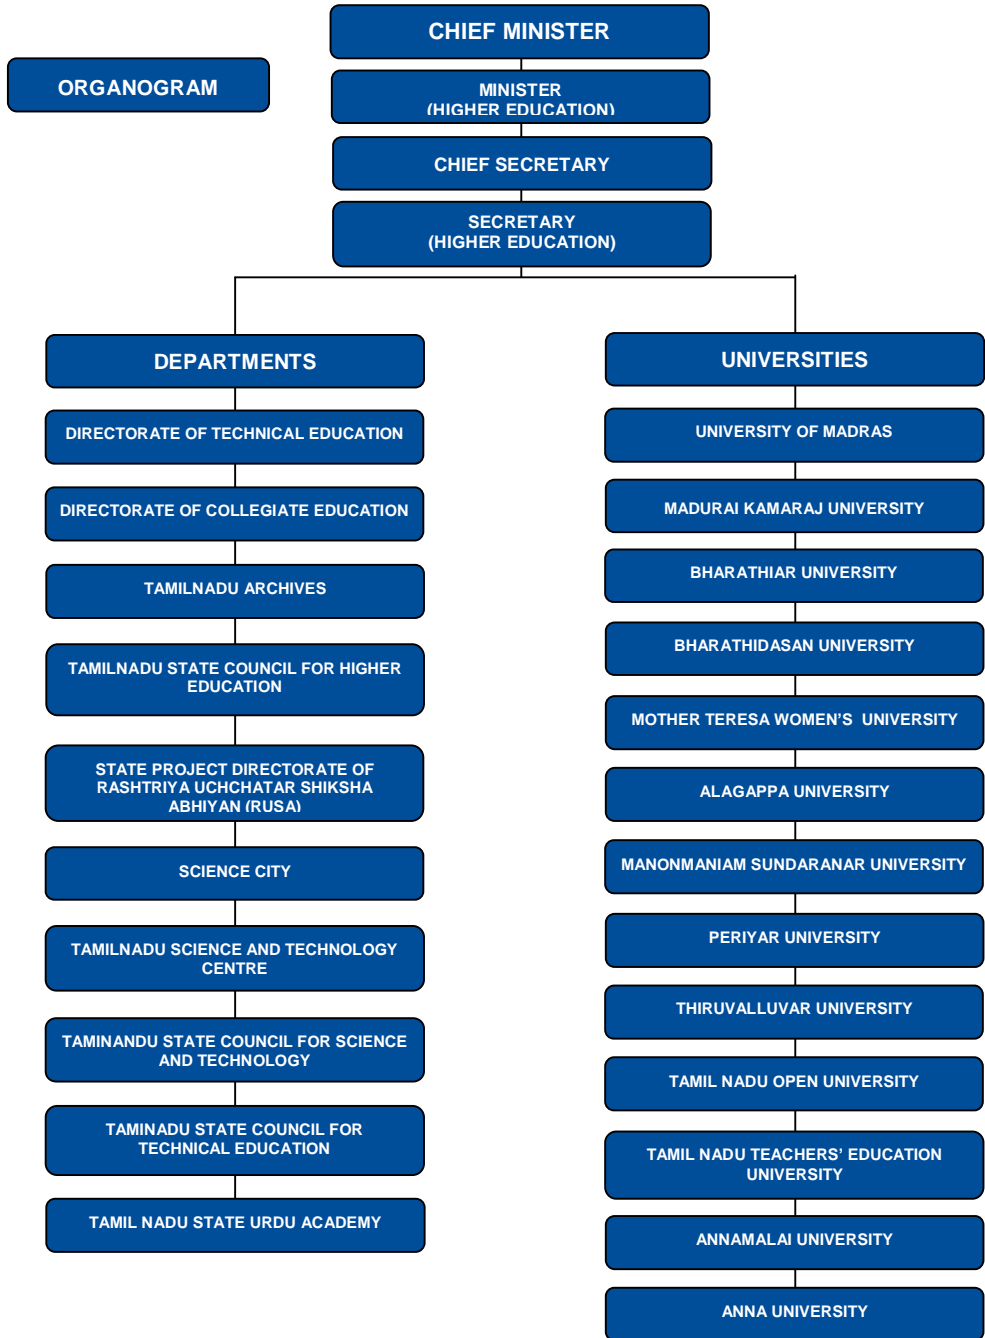 CHIEF MINISTER
ORGANOGRAM
MINISTER
(HIGHER EDUCATION)
CHIEF SECRETARY
SECRETARY
(HIGHER EDUCATION)
DEPARTMENTS
DIRECTORATE OF TECHNICAL EDUCATION
DIRECTORATE OF COLLEGIATE EDUCATION
TAMILNADU ARCHIVES
TAMILNADU STATE COUNCIL FOR HIGHER
EDUCATION
STATE PROJECT DIRECTORATE OF
RASHTRIYA UCHCHATAR SHIKSHA
ABHIYAN (RUSA)
SCIENCE CITY
TAMILNADU SCIENCE AND TECHNOLOGY
CENTRE
TAMINANDU STATE COUNCIL FOR SCIENCE
AND TECHNOLOGY
TAMINADU STATE COUNCIL FOR
TECHNICAL EDUCATION
TAMIL NADU STATE URDU ACADEMY
UNIVERSITIES
UNIVERSITY OF MADRAS
MADURAI KAMARAJ UNIVERSITY
BHARATHIAR UNIVERSITY
BHARATHIDASAN UNIVERSITY
MOTHER TERESA WOMEN’S  UNIVERSITY
ALAGAPPA UNIVERSITY
MANONMANIAM SUNDARANAR UNIVERSITY
PERIYAR UNIVERSITY
THIRUVALLUVAR UNIVERSITY
TAMIL NADU OPEN UNIVERSITY
TAMIL NADU TEACHERS’ EDUCATION
UNIVERSITY
ANNAMALAI UNIVERSITY
ANNA UNIVERSITY